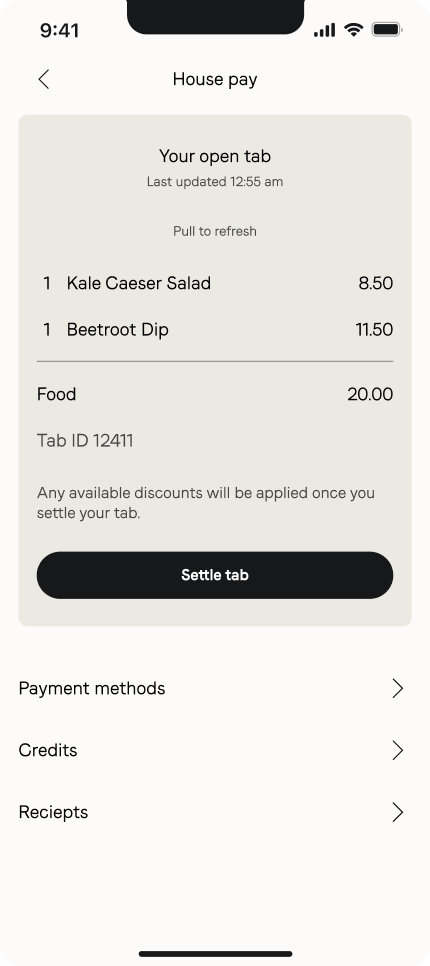 9:41
House pay
Your open tab
Last updated 12:55 am
Pull to refresh
1 Kale Caeser Salad 8.50
1 Beetroot Dip 11.50
Food 20.00
Tab ID 12411
Any available discounts will be applied once you
settle your tab.
Settle tab
Payment methods
Credits
Reciepts